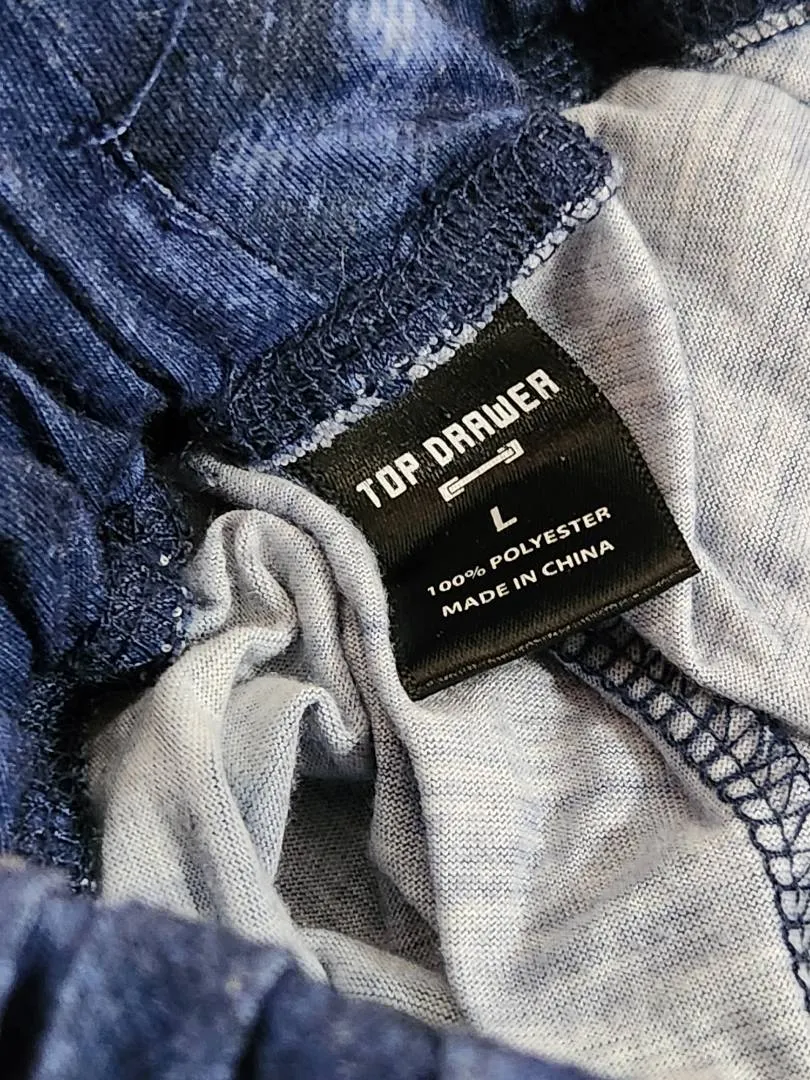 TOP DRAWER
L
100% POLYESTER
MADE IN CHINA